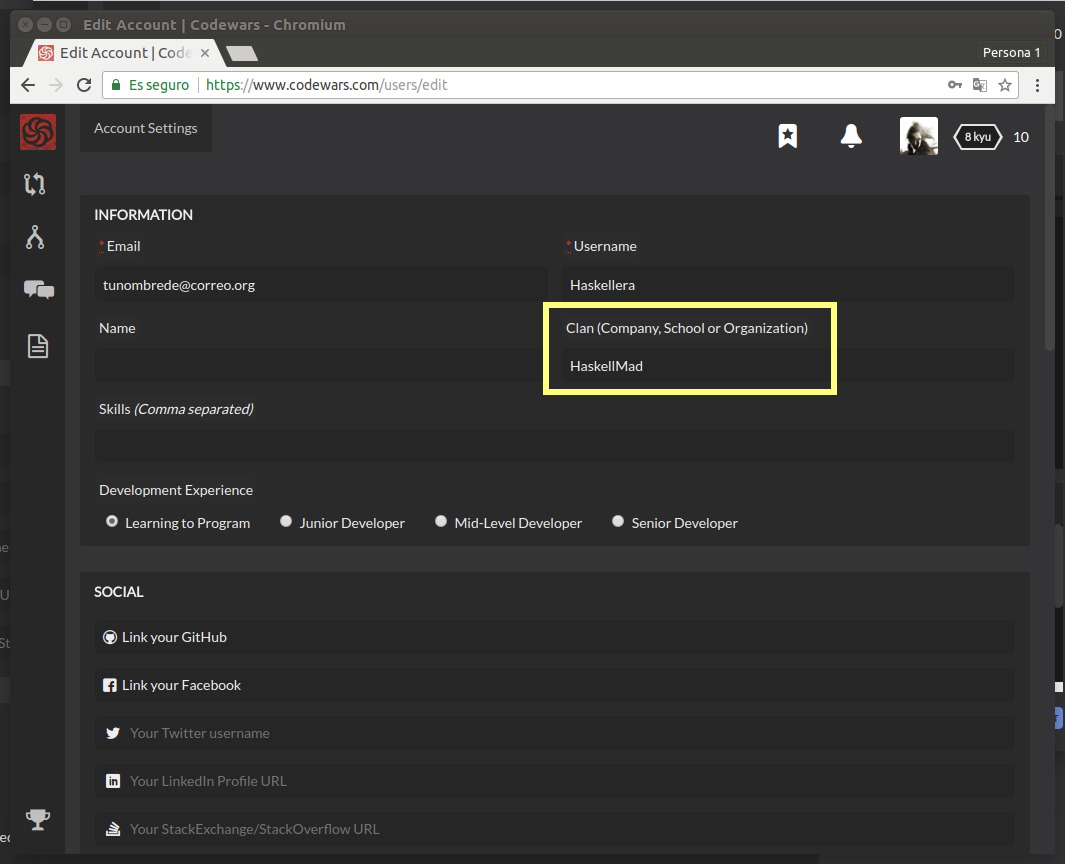 Edit Account | Codewars - Chromium
Edit Account | Code
Persona 1
Es seguro https://www.codewars.com/users/edit
Account Settings
8 kyu 10
INFORMATION
* Email
* Username
tunombrede@correo.org
Haskellera
Name
Clan (Company, School or Organization)
HaskellMad
Skills (Comma separated)
Development Experience
Learning to Program
Junior Developer
Mid-Level Developer
Senior Developer
SOCIAL
Link your GitHub
Link your Facebook
Your Twitter username
Your LinkedIn Profile URL
Your StackExchange/StackOverflow URL